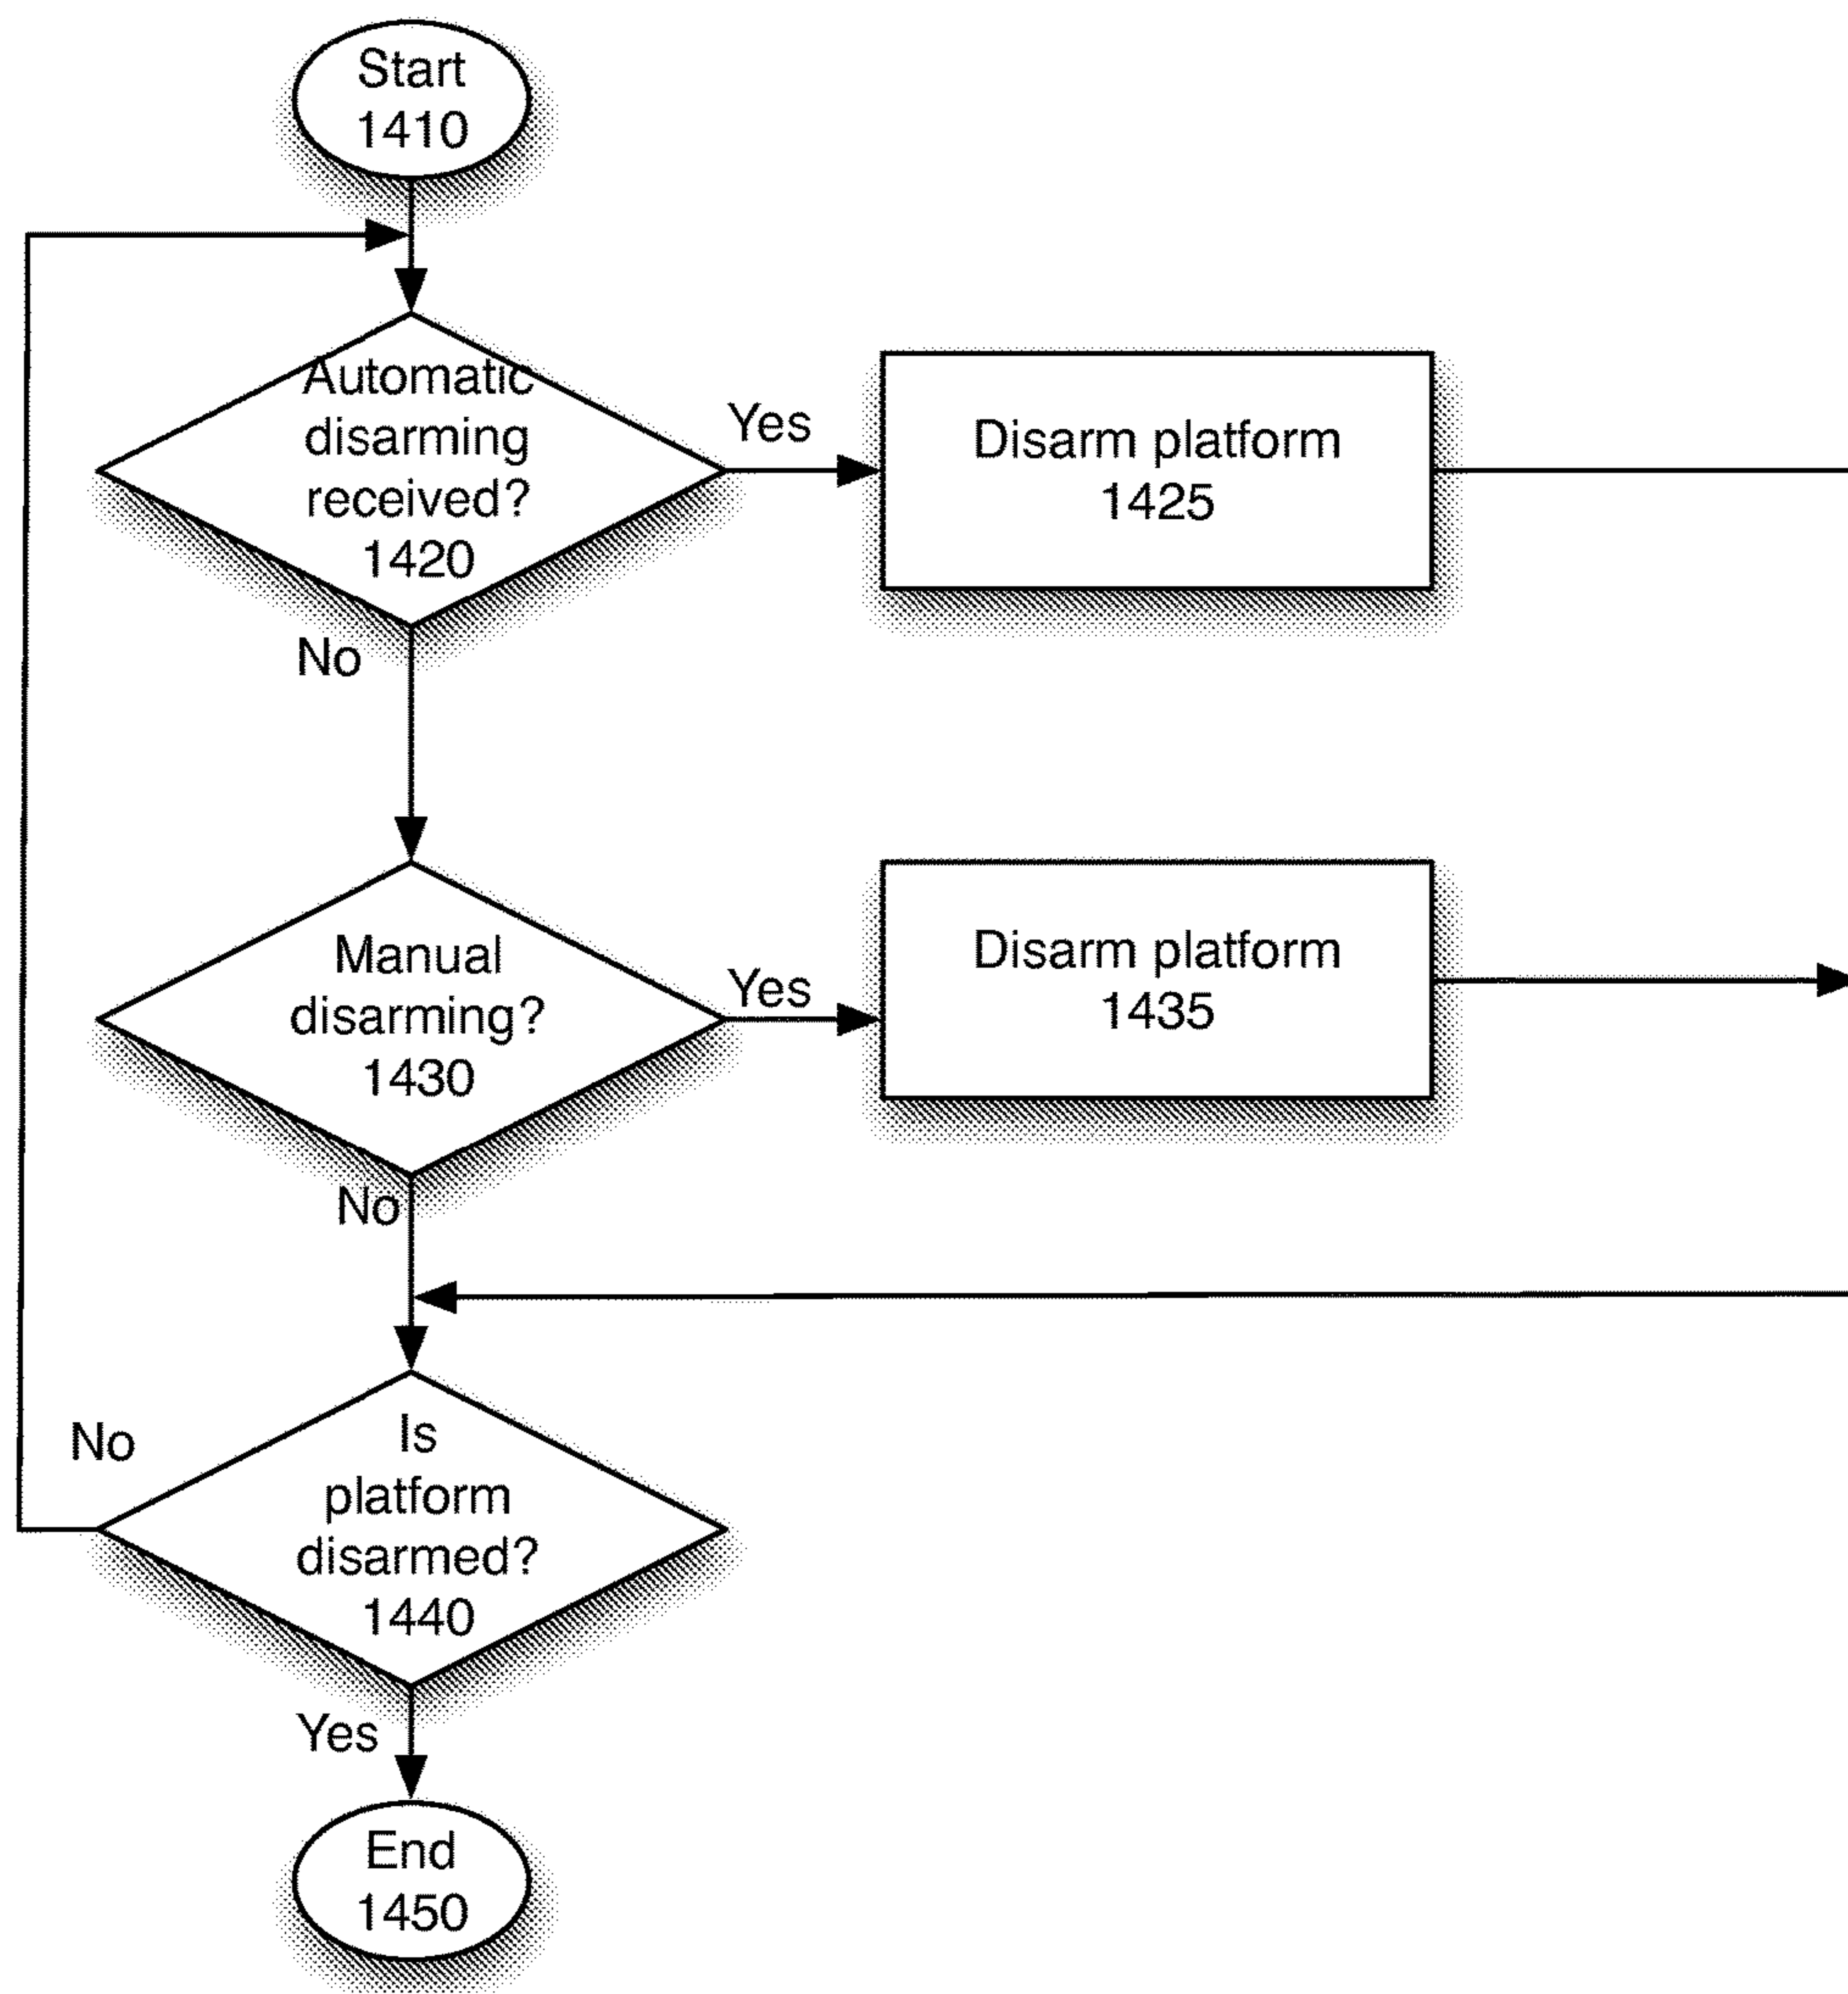 Start
1410
Automatic
disarming
received?
1420
Yes
Disarm platform
1425
No
Manual
disarming?
1430
Yes
Disarm platform
1435
No
Is
platform
disarmed?
1440
No
Yes
End
1450